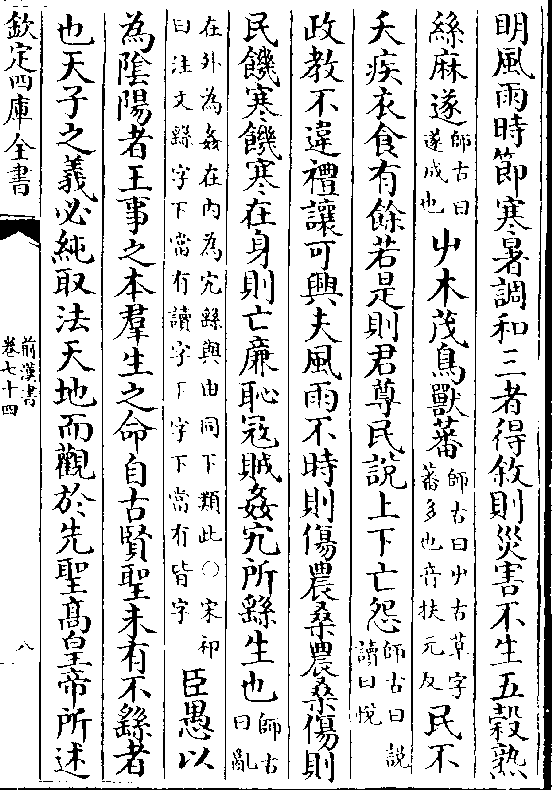 明風雨時節寒暑調和三者得敘則災害不生五穀熟
絲麻遂師古曰遂成也屮木茂鳥獸蕃師古曰屮古草字蕃多也音扶元反民不
夭疾衣食有餘若是則君尊民說上下亡怨師古曰說讀曰悅
政教不違禮讓可興夫風雨不時則傷農桑農桑傷則
民饑寒饑寒在身則亡廉恥寇賊姦宄所繇生也師古曰亂
在外為姦在内為宄繇與由同下類此○宋祁曰注文繇字下當有讀字丅字下當有皆字臣愚以
為隂陽者王事之本羣生之命自古賢聖未有不繇者
也天子之義必純取法天地而觀於先聖高皇帝所述
欽定四庫全書
前漢書
卷七十四
八